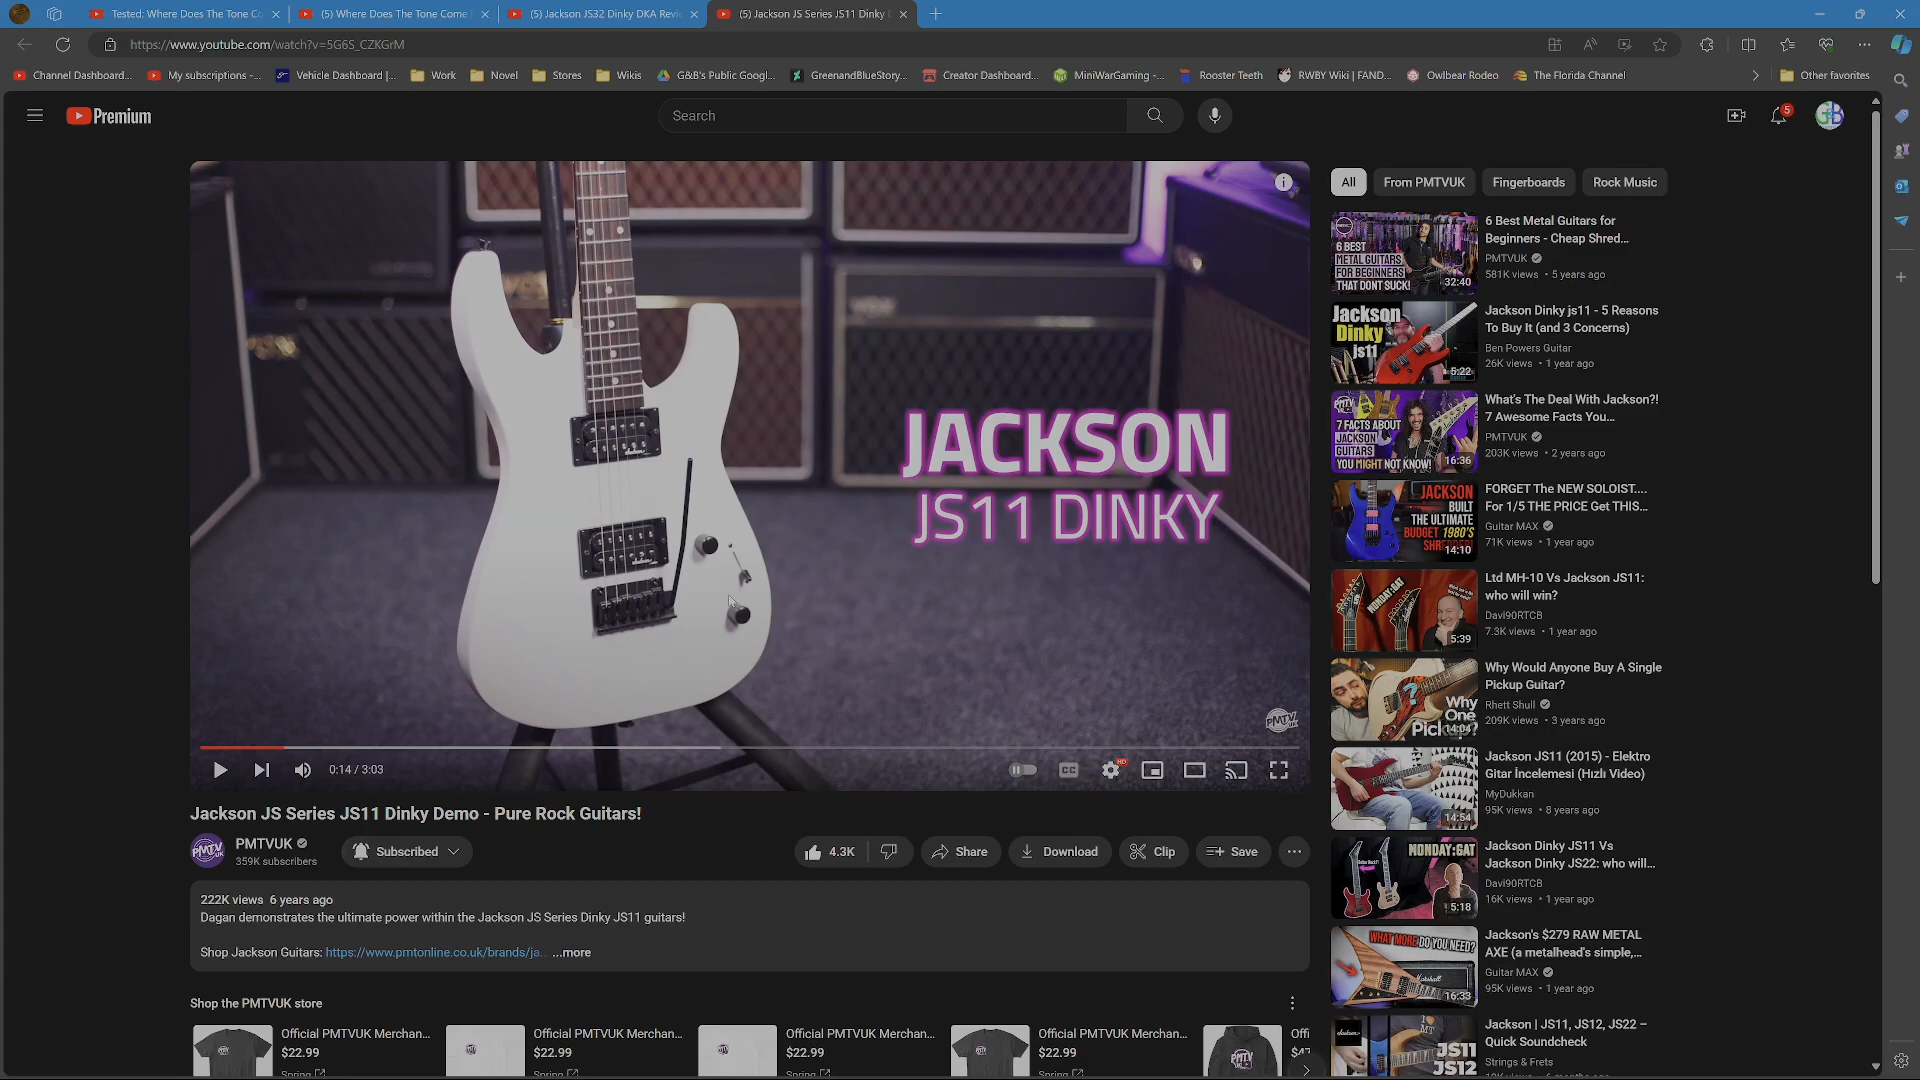 Tested: Where Does The Tone Co
(5) Where Does The Tone Come
(5) Jackson JS32 Dinky DKA Revi
(5) Jackson JS Series JS11 Dinky
https://www.youtube.com/watch?v=5G6S_CZKGrM
Channel Dashboard...
My subscriptions -...
Vehicle Dashboard |...
Work
Novel
Stores
Wikis
G&B's Public Googl...
GreenandBlueStory...
Creator Dashboard...
MiniWarGaming -...
Rooster Teeth
RWBY Wiki | FAND...
Owlbear Rodeo
The Florida Channel
Other favorites
Premium
Search
5
JACKSON
JS11 DINKY
PMTV UK
0:14 / 3:03
CC
HD
Jackson JS Series JS11 Dinky Demo - Pure Rock Guitars!
PMTVUK
359K subscribers
Subscribed
4.3K
Share
Download
Clip
Save
222K views 6 years ago
Dagan demonstrates the ultimate power within the Jackson JS Series Dinky JS11 guitars!
Shop Jackson Guitars: https://www.pmtonline.co.uk/brands/ja... ...more
Shop the PMTVUK store
Official PMTVUK Merchan...
$22.99
Spring
Official PMTVUK Merchan...
$22.99
Spring
Official PMTVUK Merchan...
$22.99
Spring
Official PMTVUK Merchan...
$22.99
Spring
Offi
$47
All
From PMTVUK
Fingerboards
Rock Music
6 BEST
METAL GUITARS
FOR BEGINNERS
THAT DONT SUCK!
32:40
6 Best Metal Guitars for
Beginners - Cheap Shred...
PMTVUK
581K views • 5 years ago
Jackson
Dinky
js11
5:22
Jackson Dinky js11 - 5 Reasons
To Buy It (and 3 Concerns)
Ben Powers Guitar
26K views • 1 year ago
7 FACTS ABOUT
JACKSON
GUITARS
YOU MIGHT NOT KNOW!
16:36
What's The Deal With Jackson?!
7 Awesome Facts You...
PMTVUK
203K views • 2 years ago
JACKSON
BUILT
THE ULTIMATE
BUDGET 1980'S
SHREDDER!
14:10
FORGET The NEW SOLOIST....
For 1/5 THE PRICE Get THIS...
Guitar MAX
71K views • 1 year ago
MONDAY:GAT
5:39
Ltd MH-10 Vs Jackson JS11:
who will win?
Davi90RTCB
7.3K views • 1 year ago
Why
One
Pickup?
14:04
Why Would Anyone Buy A Single
Pickup Guitar?
Rhett Shull
209K views • 3 years ago
14:54
Jackson JS11 (2015) - Elektro
Gitar İncelemesi (Hızlı Video)
MyDukkan
95K views • 8 years ago
MONDAY:GAT
5:18
Jackson Dinky JS11 Vs
Jackson Dinky JS22: who will...
Davi90RTCB
16K views • 1 year ago
WHAT MORE DO YOU NEED?
Marshall
16:33
Jackson's $279 RAW METAL
AXE (a metalhead's simple,...
Guitar MAX
95K views • 1 year ago
JS11
JS12
Jackson | JS11, JS12, JS22 –
Quick Soundcheck
Strings & Frets